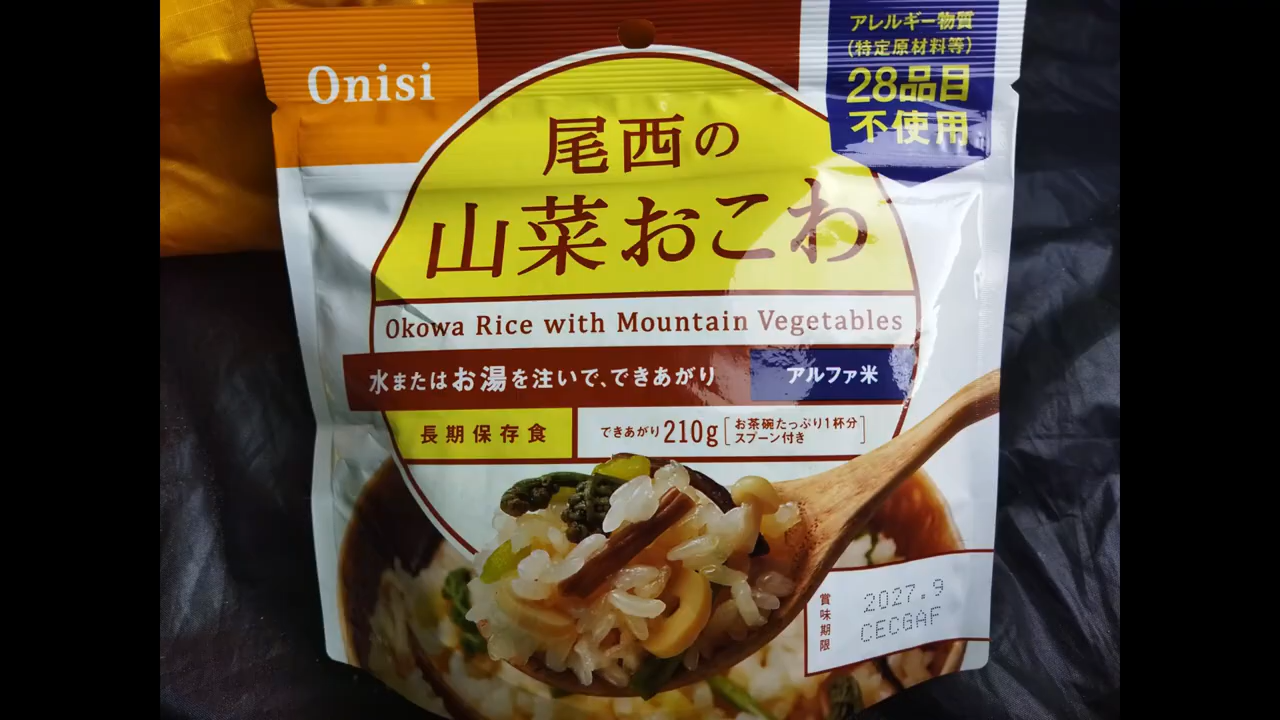 Onisi
アレルギー物質
(特定原材料等)
28品目
不使用
尾西の
山菜おこわ
Okowa Rice with Mountain Vegetables
水またはお湯を注いで、できあがり
アルファ米
長期保存食
できあがり210g
お茶碗たっぷり1杯分
スプーン付き
賞味期限
2027.9
CECGAF